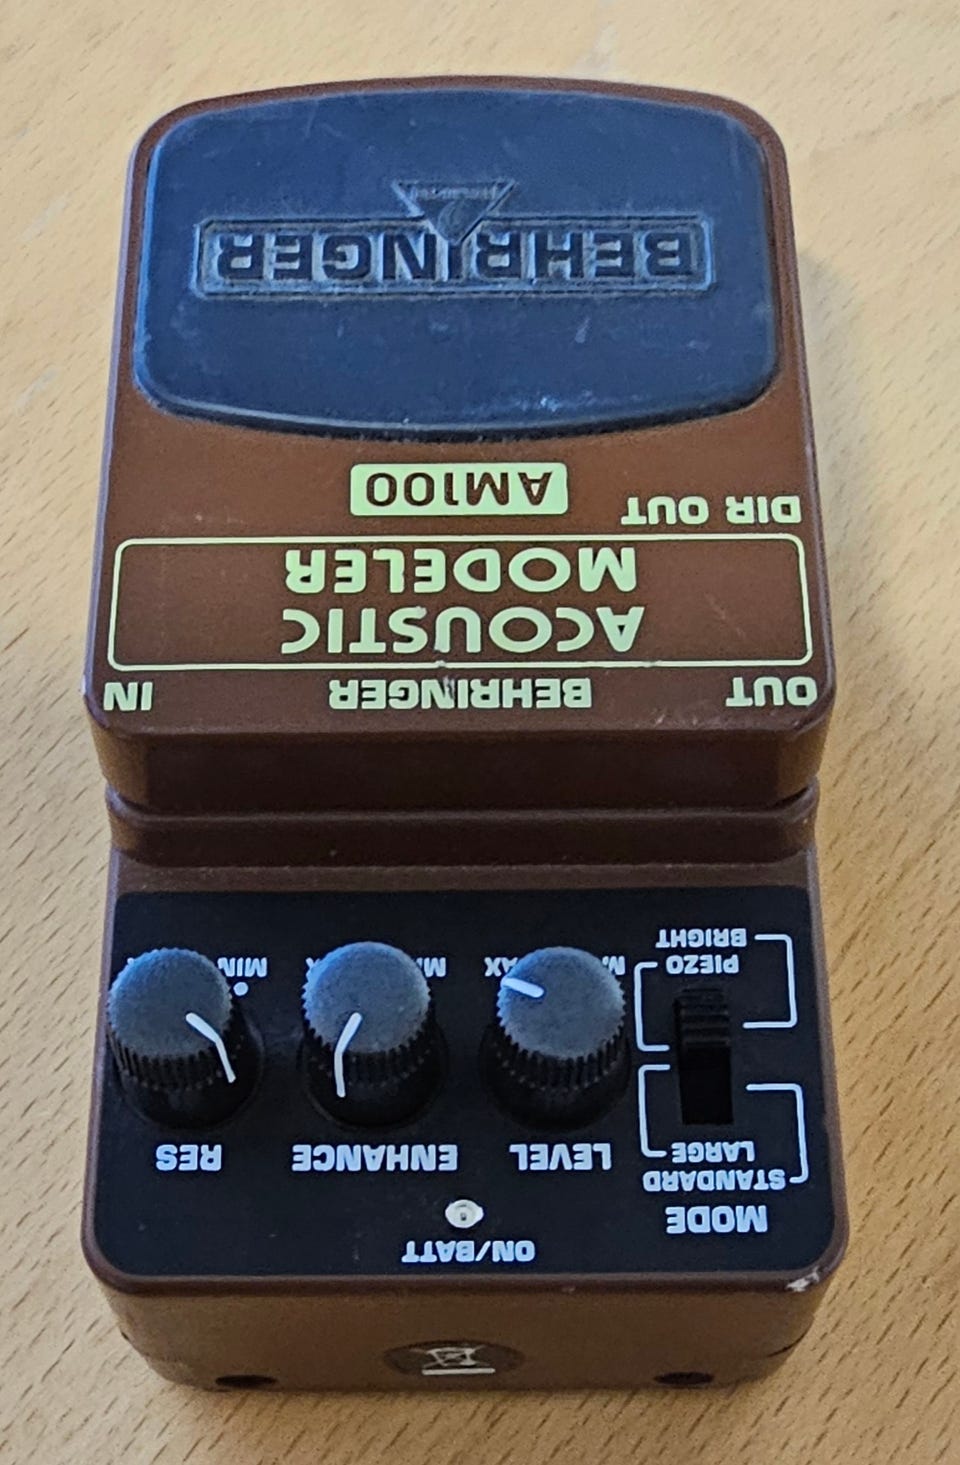 ON/BATT
MODE
STANDARD
LARGE
PIEZO
BRIGHT
LEVEL
ENHANCE
RES
MIN
OUT
BEHRINGER
IN
ACOUSTIC
MODELER
DIR OUT
AM100
BEHRINGER